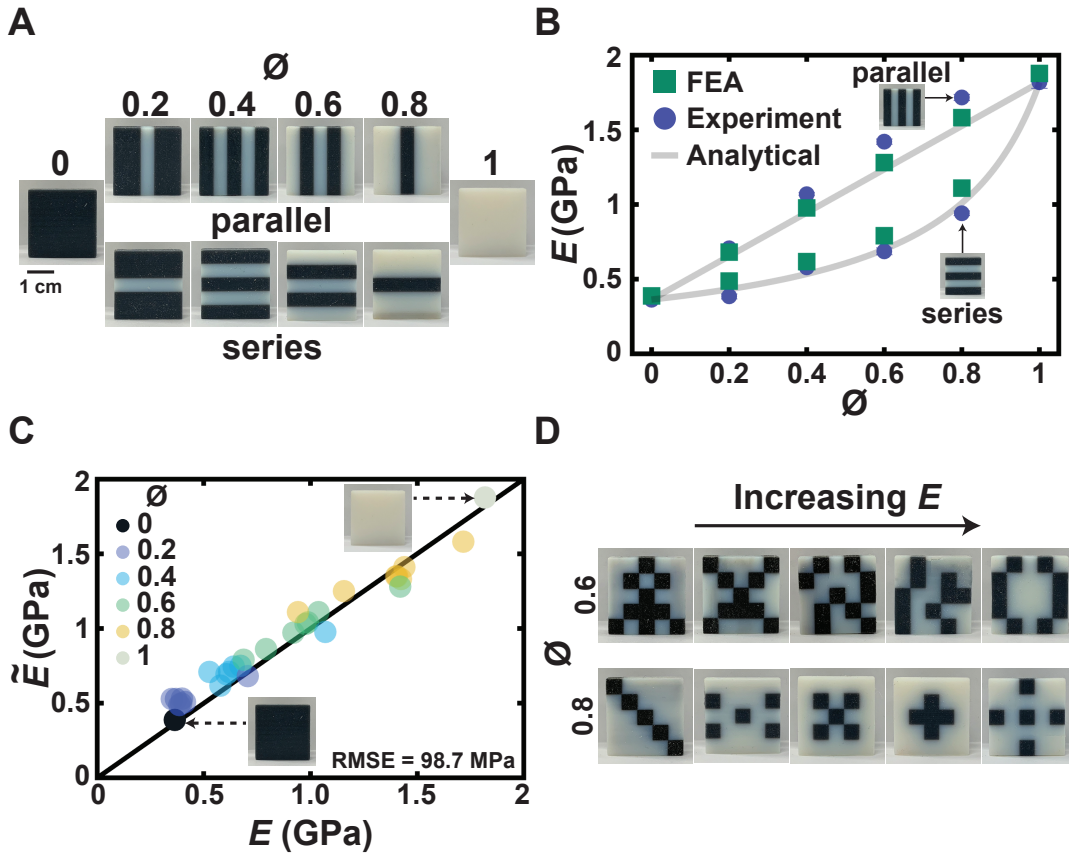 A
Ø
0.2 0.4 0.6 0.8
0
1
parallel
1 cm
series
B
2
1.5
1
0.5
0
E (GPa)
FEA
Experiment
Analytical
parallel
series
0 0.2 0.4 0.6 0.8 1
Ø
C
2
1.5
1
0.5
0
Ẽ (GPa)
Ø
0
0.2
0.4
0.6
0.8
1
RMSE = 98.7 MPa
0 0.5 1.0 1.5 2
E (GPa)
D
Increasing E
0.6
Ø
0.8